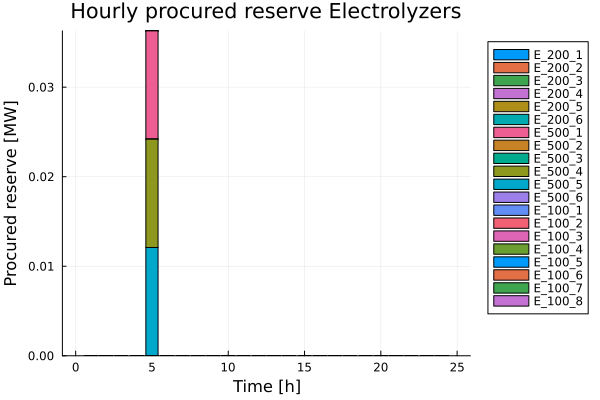 Hourly procured reserve Electrolyzers
Procured reserve [MW]
0.03
0.02
0.01
0.00
0 5 10 15 20 25
Time [h]
E_200_1
E_200_2
E_200_3
E_200_4
E_200_5
E_200_6
E_500_1
E_500_2
E_500_3
E_500_4
E_500_5
E_500_6
E_100_1
E_100_2
E_100_3
E_100_4
E_100_5
E_100_6
E_100_7
E_100_8